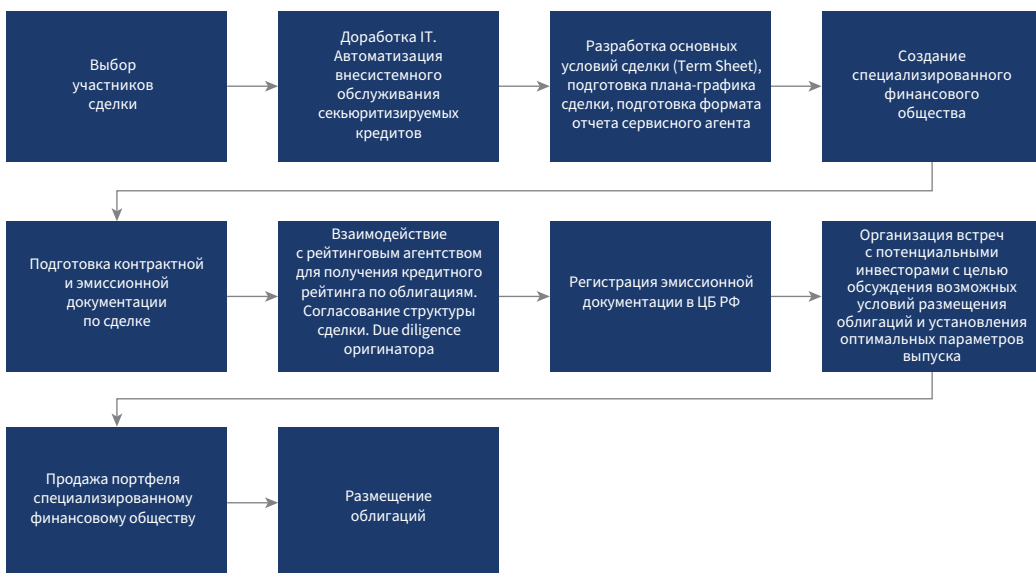 Выбор
участников
сделки
Доработка IT.
Автоматизация
внесистемного
обслуживания
секьюритизируемых
кредитов
Разработка основных
условий сделки (Term Sheet),
подготовка плана-графика
сделки, подготовка формата
отчета сервисного агента
Создание
специализированного
финансового
общества
Подготовка контрактной
и эмиссионной
документации
по сделке
Взаимодействие
с рейтинговым агентством
для получения кредитного
рейтинга по облигациям.
Согласование структуры
сделки. Due diligence
оригинатора
Регистрация эмиссионной
документации в ЦБ РФ
Организация встреч
с потенциальными
инвесторами с целью
обсуждения возможных
условий размещения
облигаций и установления
оптимальных параметров
выпуска
Продажа портфеля
специализированному
финансовому обществу
Размещение
облигаций